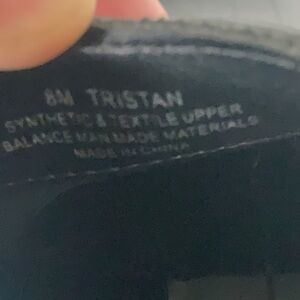 8M TRISTAN
SYNTHETIC & TEXTILE UPPER
BALANCE MAN MADE MATERIALS
MADE IN CHINA